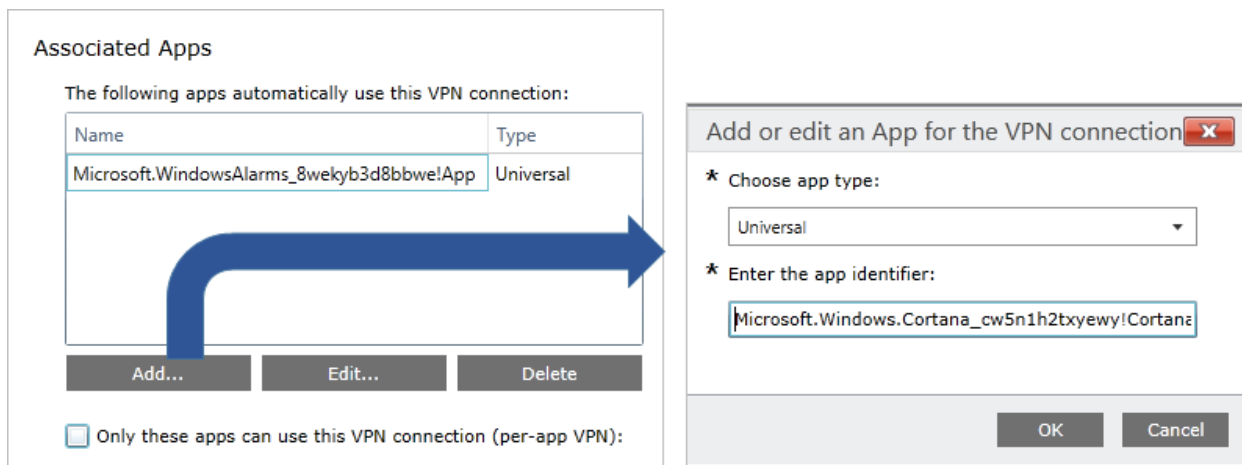 Associated Apps
The following apps automatically use this VPN connection:
Name Type
Microsoft.WindowsAlarms_8wekyb3d8bbwe!App Universal
Add... Edit... Delete
Only these apps can use this VPN connection (per-app VPN):
Add or edit an App for the VPN connection
* Choose app type:
Universal
* Enter the app identifier:
Microsoft.Windows.Cortana_cw5n1h2txyewy!Cortana
OK Cancel